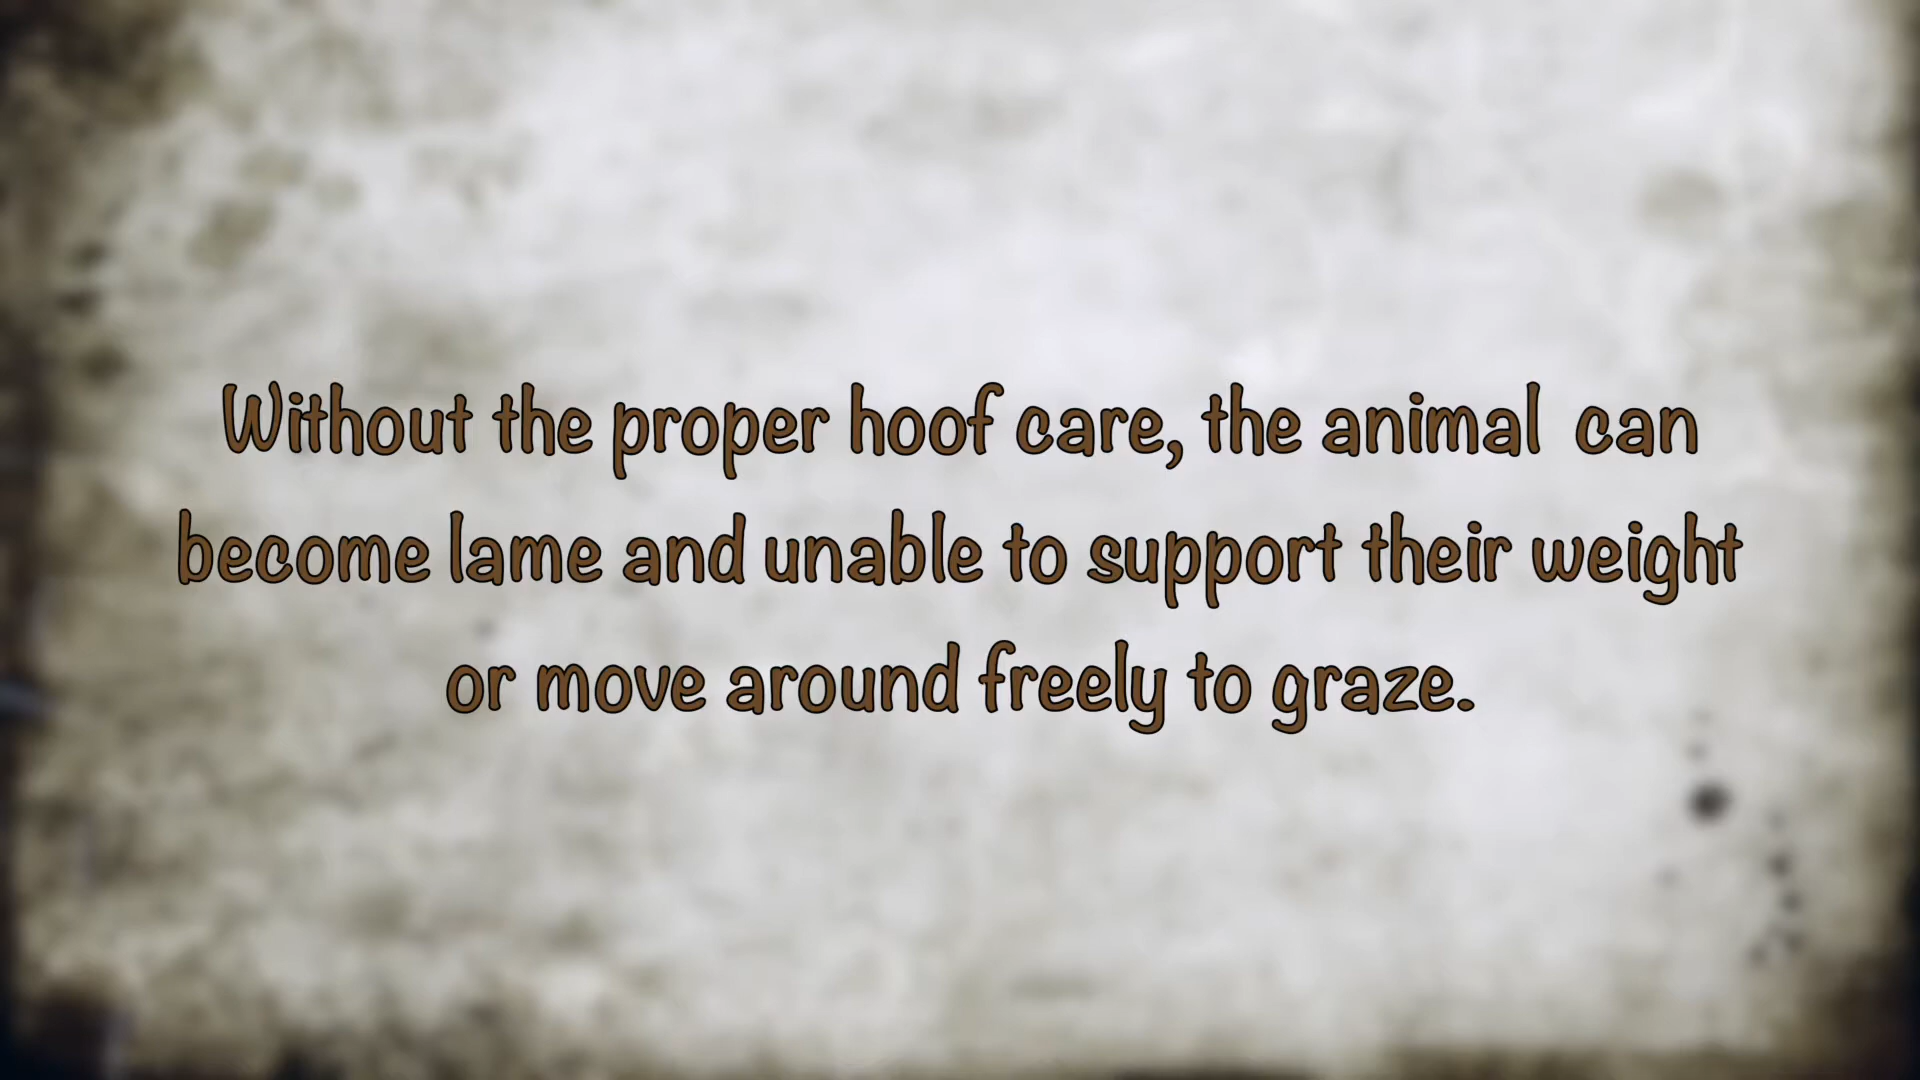 Without the proper hoof care, the animal can
become lame and unable to support their weight
or move around freely to graze.